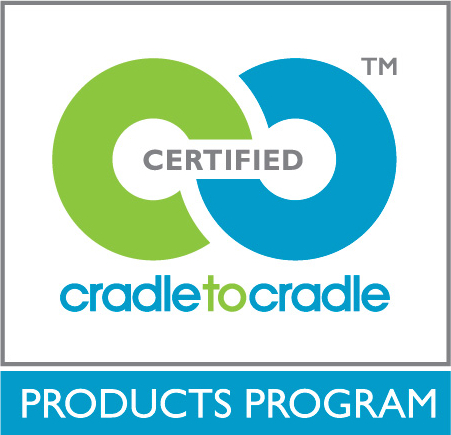 TM
CERTIFIED
cradletocradle
PRODUCTS PROGRAM